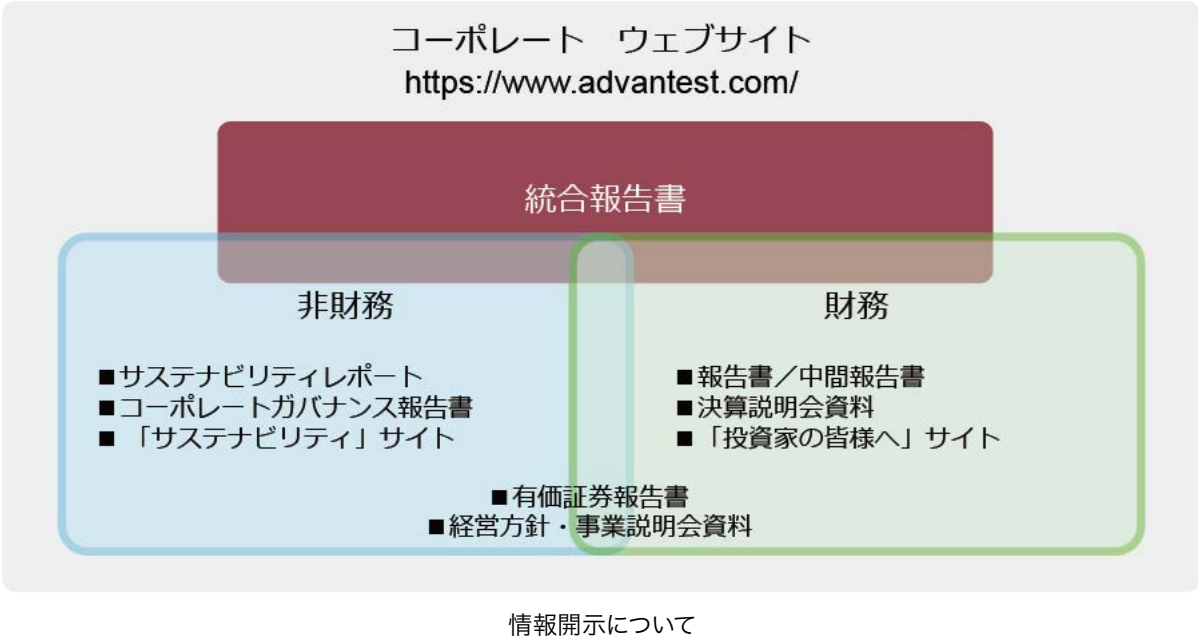 コーポレート　ウェブサイト
https://www.advantest.com/
統合報告書
非財務
■サステナビリティレポート
■コーポレートガバナンス報告書
■「サステナビリティ」サイト
財務
■報告書／中間報告書
■決算説明会資料
■「投資家の皆様へ」サイト
■有価証券報告書
■経営方針・事業説明会資料
情報開示について